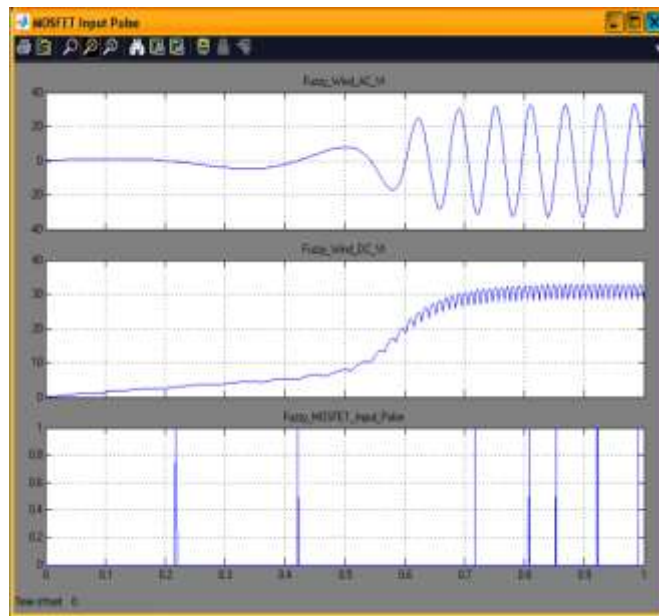 MOSFET Input Pulse
Fuzzy_Wind_AC_Vi
40
20
0
20
40
Fuzzy_Wind_DC_Vi
40
30
20
10
0
Fuzzy_MOSFET_Input_Pulse
1
0.8
0.6
0.4
0.2
0
0 0.1 0.2 0.3 0.4 0.5 0.6 0.7 0.8 0.9 1
Time offset: 0